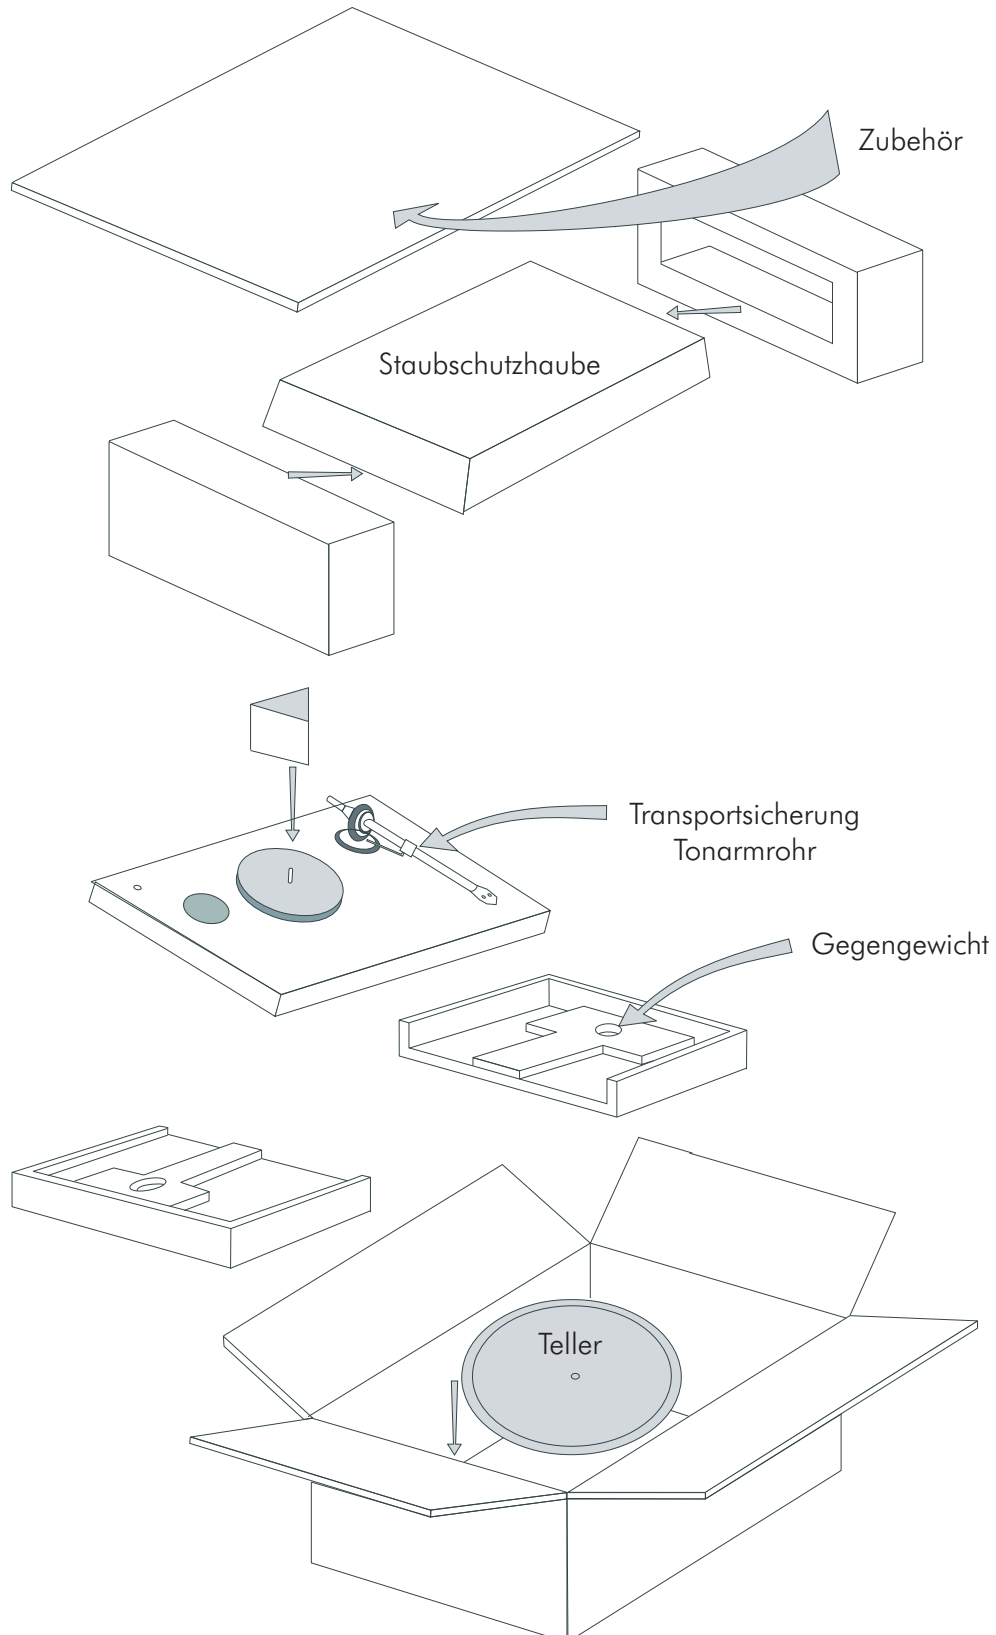 Zubehör
Staubschutzhaube
Transportsicherung
Tonarmrohr
Gegengewicht
Teller